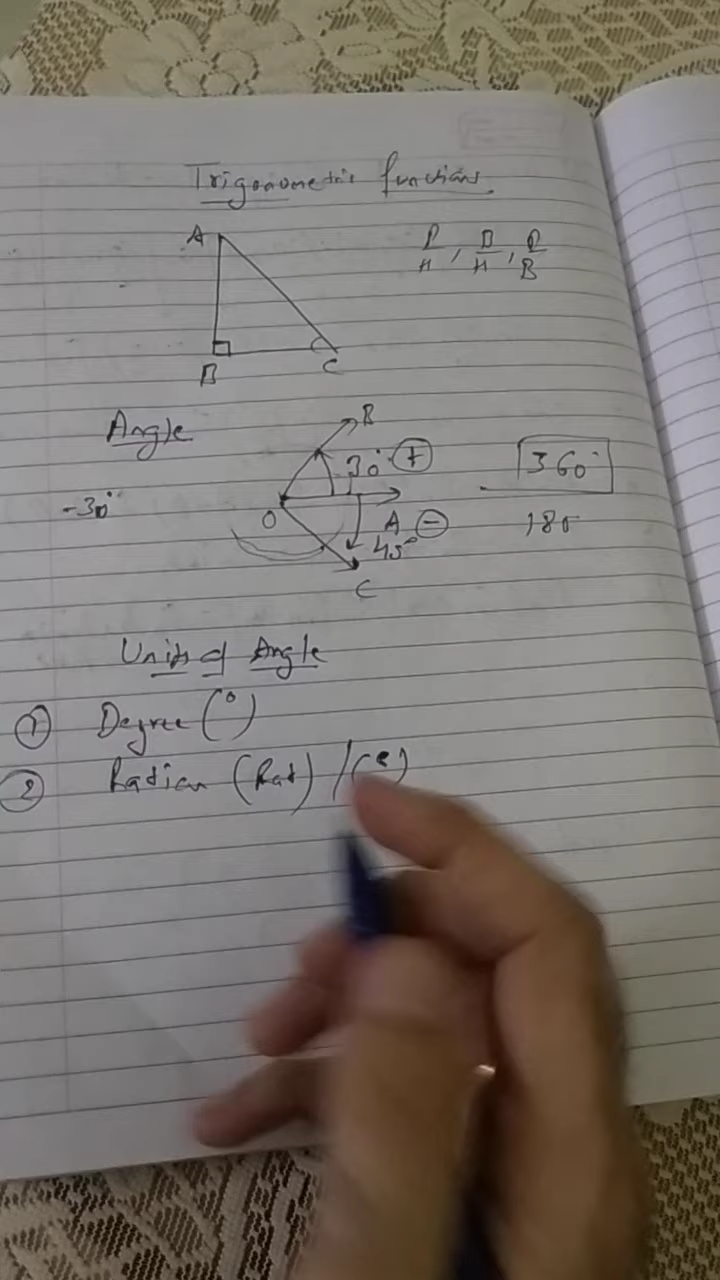 Trigonometric functions.
A
P/H, B/H, P/B
B
C
Angle
B
30° +
360°
-30°
O
A -
180
45°
C
Units of Angle
① Degree (°)
② Radian (Rad) / (c)